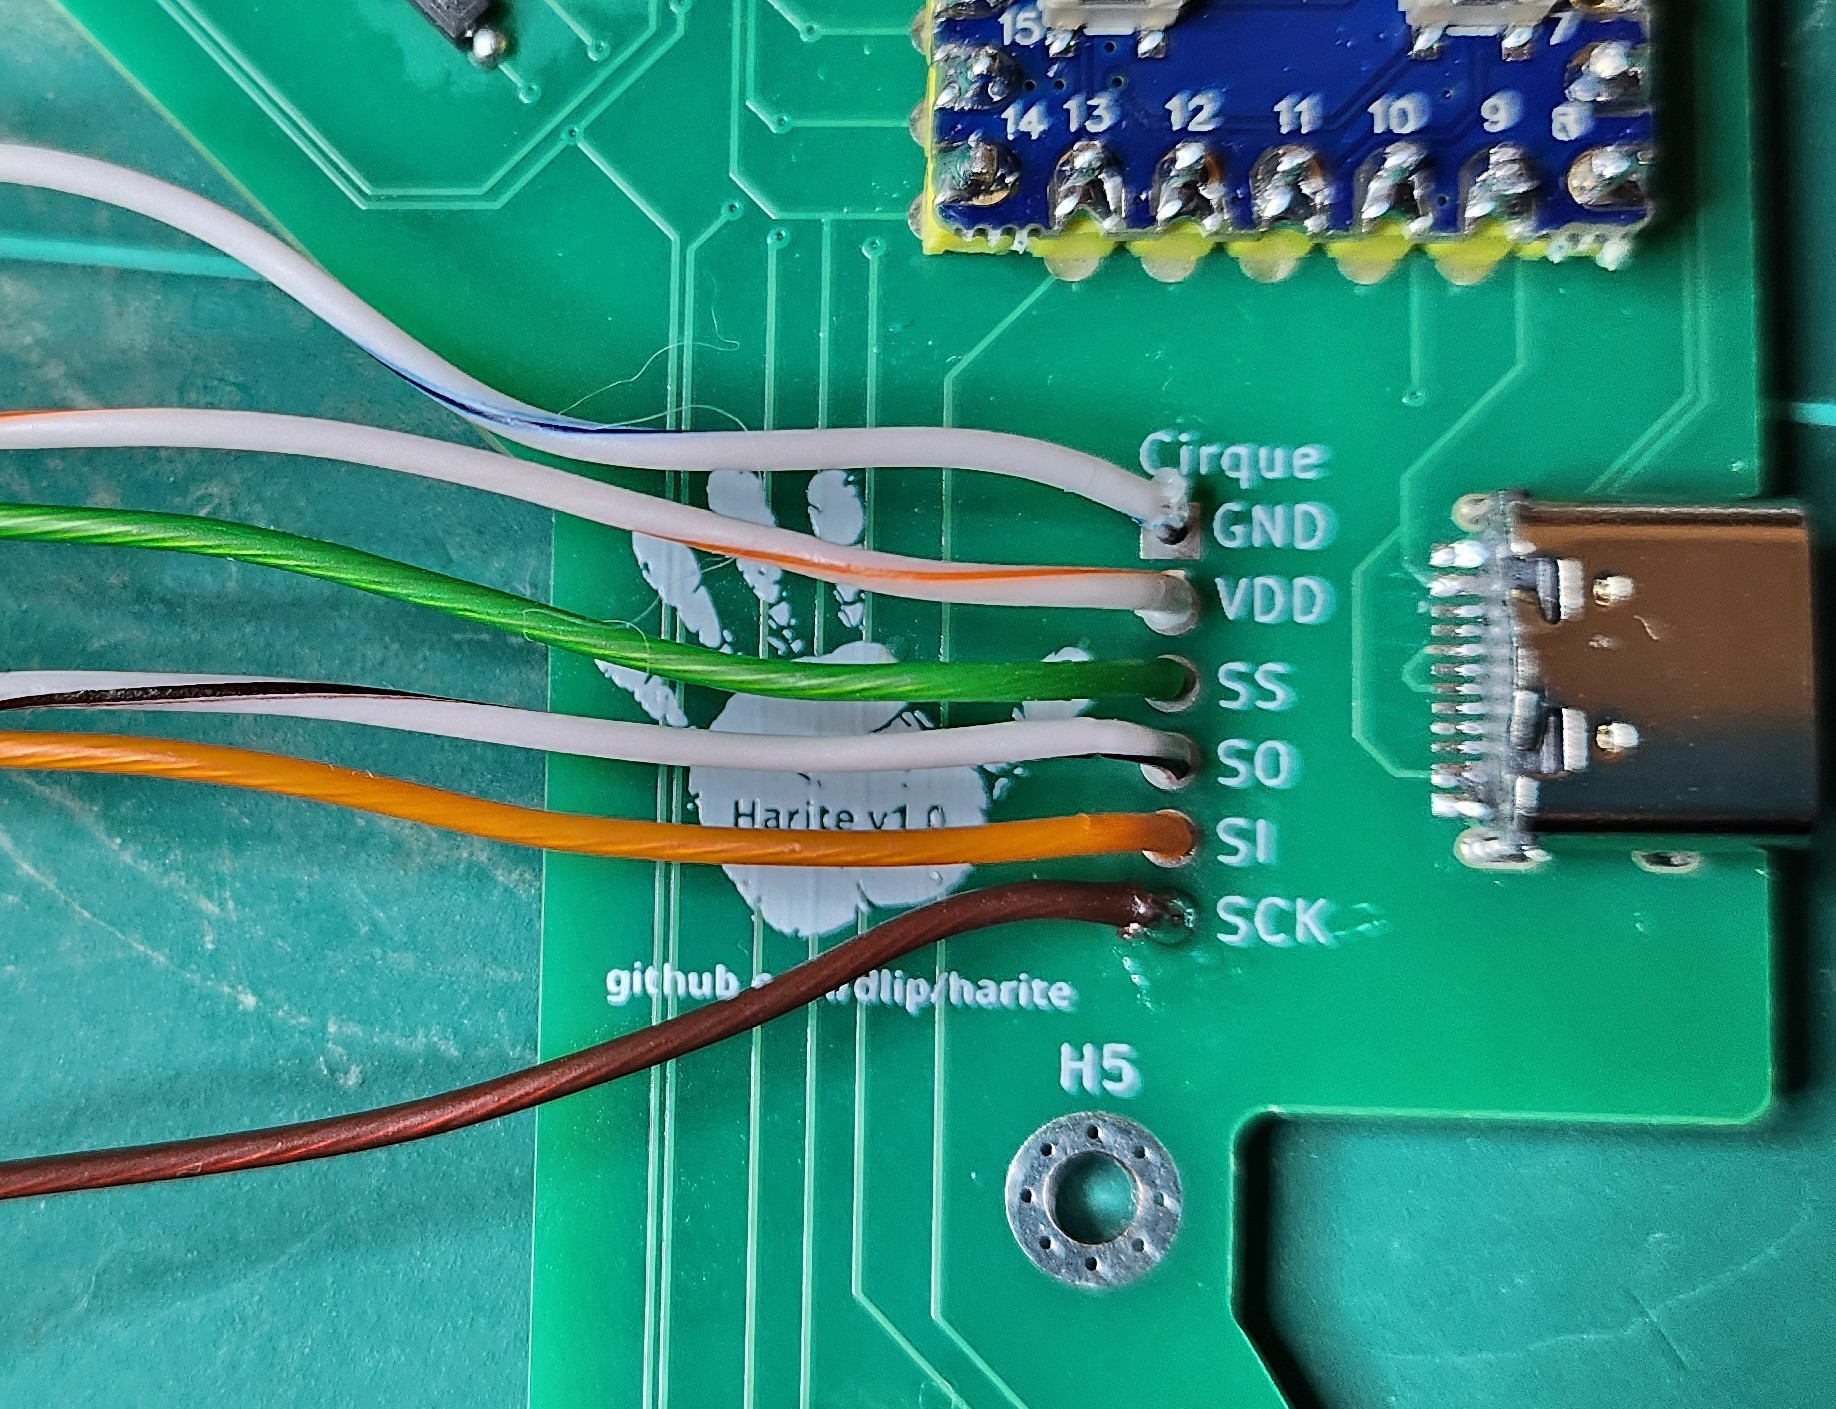 15 7
14 13 12 11 10 9 8
Cirque
GND
VDD
SS
SO
SI
SCK
Harite v1.0
github /dlip/harite
H5